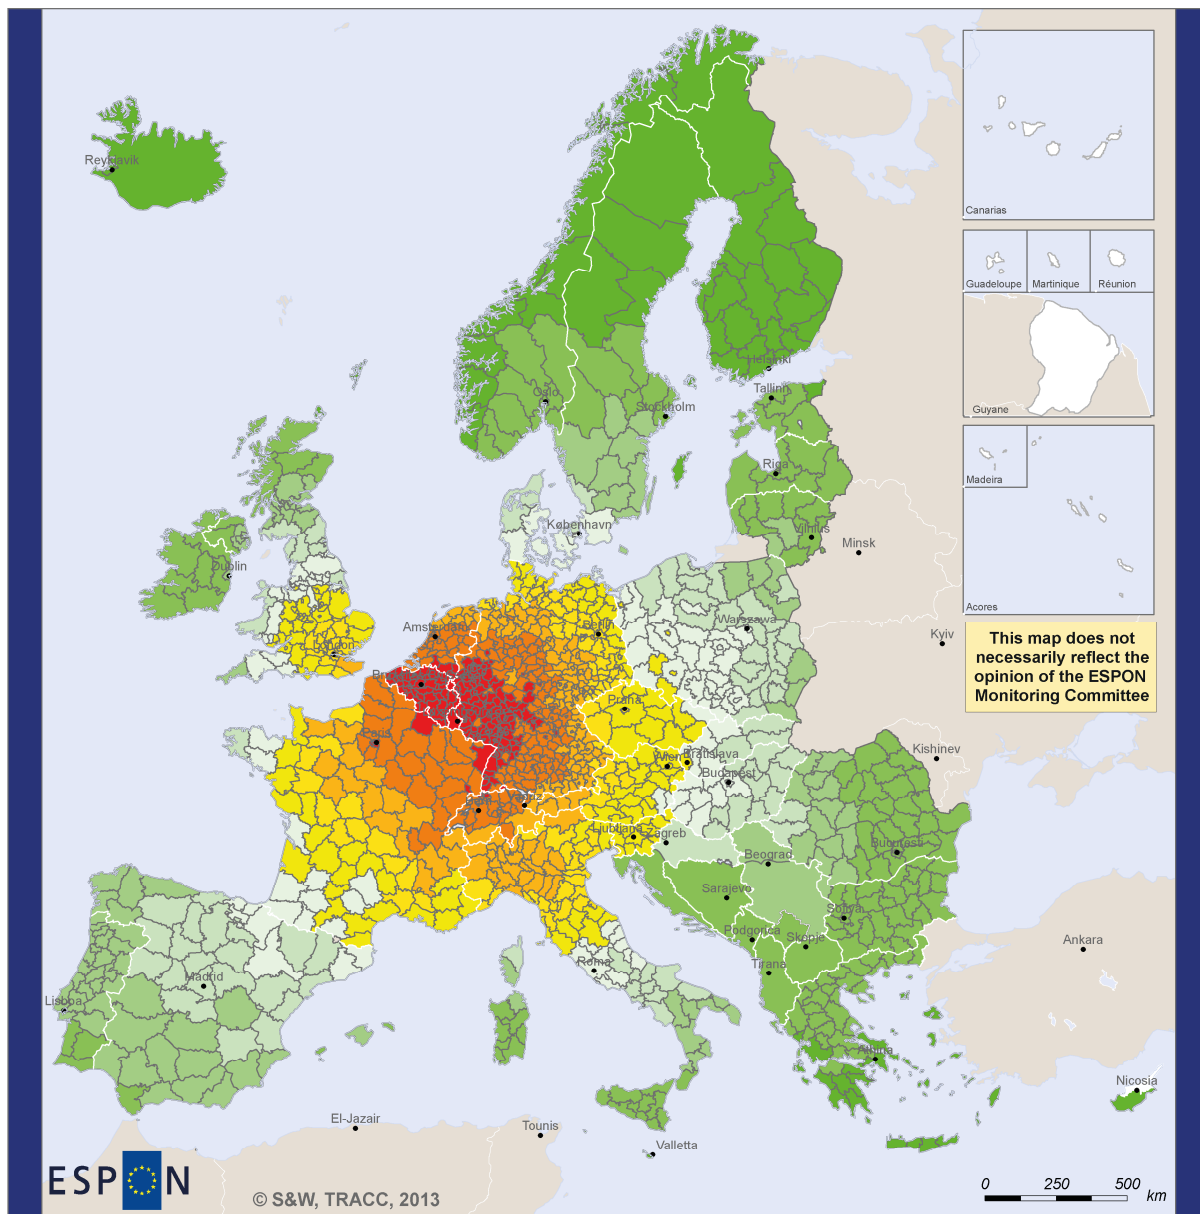 Reykjavik
Canarias
Guadeloupe
Martinique
Réunion
Guyane
Madeira
Acores
This map does not
necessarily reflect the
opinion of the ESPON
Monitoring Committee
Helsinki
Tallinn
Oslo
Stockholm
Riga
København
Vilnius
Minsk
Dublin
Kyiv
Amsterdam
Berlin
Warszawa
London
Praha
Paris
Kishinev
Wien
Bratislava
Budapest
Bern
Ljubljana
Zagreb
Beograd
Bucuresti
Sarajevo
Sofiya
Podgorica
Skopje
Ankara
Roma
Tirana
Madrid
Lisboa
Athina
Nicosia
El-Jazair
Tounis
Valletta
ESPON
© S&W, TRACC, 2013
0 250 500
km